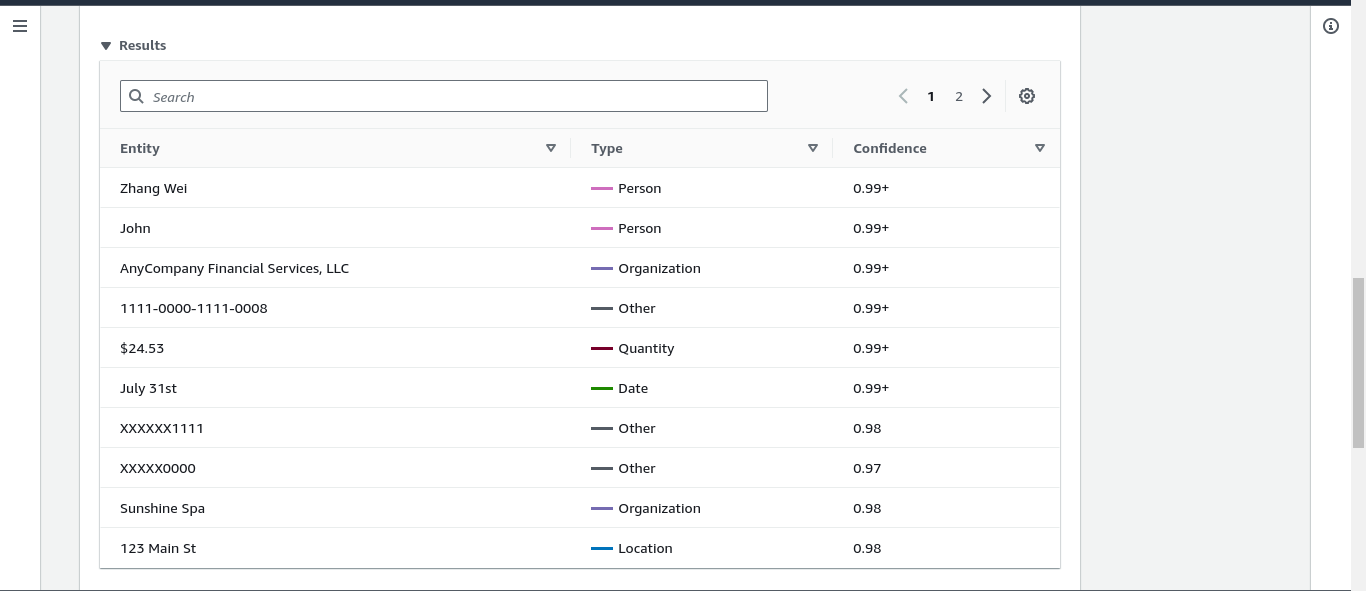 Results
Search
1 2
Entity Type Confidence
Zhang Wei Person 0.99+
John Person 0.99+
AnyCompany Financial Services, LLC Organization 0.99+
1111-0000-1111-0008 Other 0.99+
$24.53 Quantity 0.99+
July 31st Date 0.99+
XXXXXX1111 Other 0.98
XXXXX0000 Other 0.97
Sunshine Spa Organization 0.98
123 Main St Location 0.98